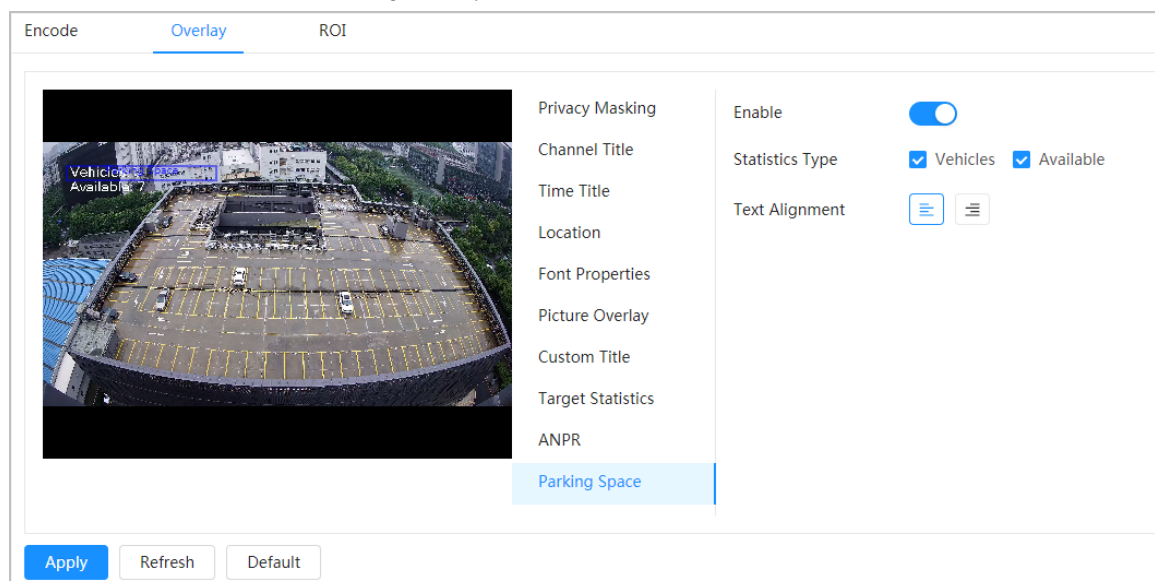 Encode Overlay ROI
Privacy Masking
Channel Title
Time Title
Location
Font Properties
Picture Overlay
Custom Title
Target Statistics
ANPR
Parking Space
Enable
Statistics Type Vehicles Available
Text Alignment
Space
Available: 7
Apply Refresh Default